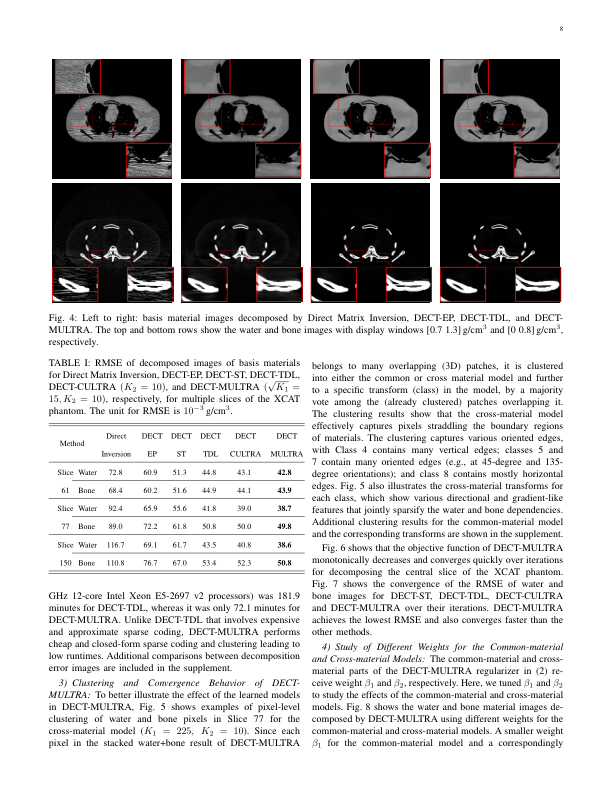 8
Fig. 4: Left to right: basis material images decomposed by Direct Matrix Inversion, DECT-EP, DECT-TDL, and DECT-
MULTRA. The top and bottom rows show the water and bone images with display windows [0.7 1.3] g/cm³ and [0 0.8] g/cm³,
respectively.
TABLE I: RMSE of decomposed images of basis materials
for Direct Matrix Inversion, DECT-EP, DECT-ST, DECT-TDL,
DECT-CULTRA (K₂ = 10), and DECT-MULTRA (√K₁ =
15, K₂ = 10), respectively, for multiple slices of the XCAT
phantom. The unit for RMSE is 10⁻³ g/cm³.
Method Direct Inversion DECT EP DECT ST DECT TDL DECT CULTRA DECT MULTRA
Slice Water 72.8 60.9 51.3 44.8 43.1 42.8
61 Bone 68.4 60.2 51.6 44.9 44.1 43.9
Slice Water 92.4 65.9 55.6 41.8 39.0 38.7
77 Bone 89.0 72.2 61.8 50.8 50.0 49.8
Slice Water 116.7 69.1 61.7 43.5 40.8 38.6
150 Bone 110.8 76.7 67.0 53.4 52.3 50.8
GHz 12-core Intel Xeon E5-2697 v2 processors) was 181.9
minutes for DECT-TDL, whereas it was only 72.1 minutes for
DECT-MULTRA. Unlike DECT-TDL that involves expensive
and approximate sparse coding, DECT-MULTRA performs
cheap and closed-form sparse coding and clustering leading to
low runtimes. Additional comparisons between decomposition
error images are included in the supplement.
3) Clustering and Convergence Behavior of DECT-
MULTRA: To better illustrate the effect of the learned models
in DECT-MULTRA, Fig. 5 shows examples of pixel-level
clustering of water and bone pixels in Slice 77 for the
cross-material model (K₁ = 225, K₂ = 10). Since each
pixel in the stacked water+bone result of DECT-MULTRA
belongs to many overlapping (3D) patches, it is clustered
into either the common or cross material model and further
to a specific transform (class) in the model, by a majority
vote among the (already clustered) patches overlapping it.
The clustering results show that the cross-material model
effectively captures pixels straddling the boundary regions
of materials. The clustering captures various oriented edges,
with Class 4 contains many vertical edges; classes 5 and
7 contain many oriented edges (e.g., at 45-degree and 135-
degree orientations); and class 8 contains mostly horizontal
edges. Fig. 5 also illustrates the cross-material transforms for
each class, which show various directional and gradient-like
features that jointly sparsify the water and bone dependencies.
Additional clustering results for the common-material model
and the corresponding transforms are shown in the supplement.
Fig. 6 shows that the objective function of DECT-MULTRA
monotonically decreases and converges quickly over iterations
for decomposing the central slice of the XCAT phantom.
Fig. 7 shows the convergence of the RMSE of water and
bone images for DECT-ST, DECT-TDL, DECT-CULTRA
and DECT-MULTRA over their iterations. DECT-MULTRA
achieves the lowest RMSE and also converges faster than the
other methods.
4) Study of Different Weights for the Common-material
and Cross-material Models: The common-material and cross-
material parts of the DECT-MULTRA regularizer in (2) re-
ceive weight β₁ and β₂, respectively. Here, we tuned β₁ and β₂
to study the effects of the common-material and cross-material
models. Fig. 8 shows the water and bone material images de-
composed by DECT-MULTRA using different weights for the
common-material and cross-material models. A smaller weight
β₁ for the common-material model and a correspondingly